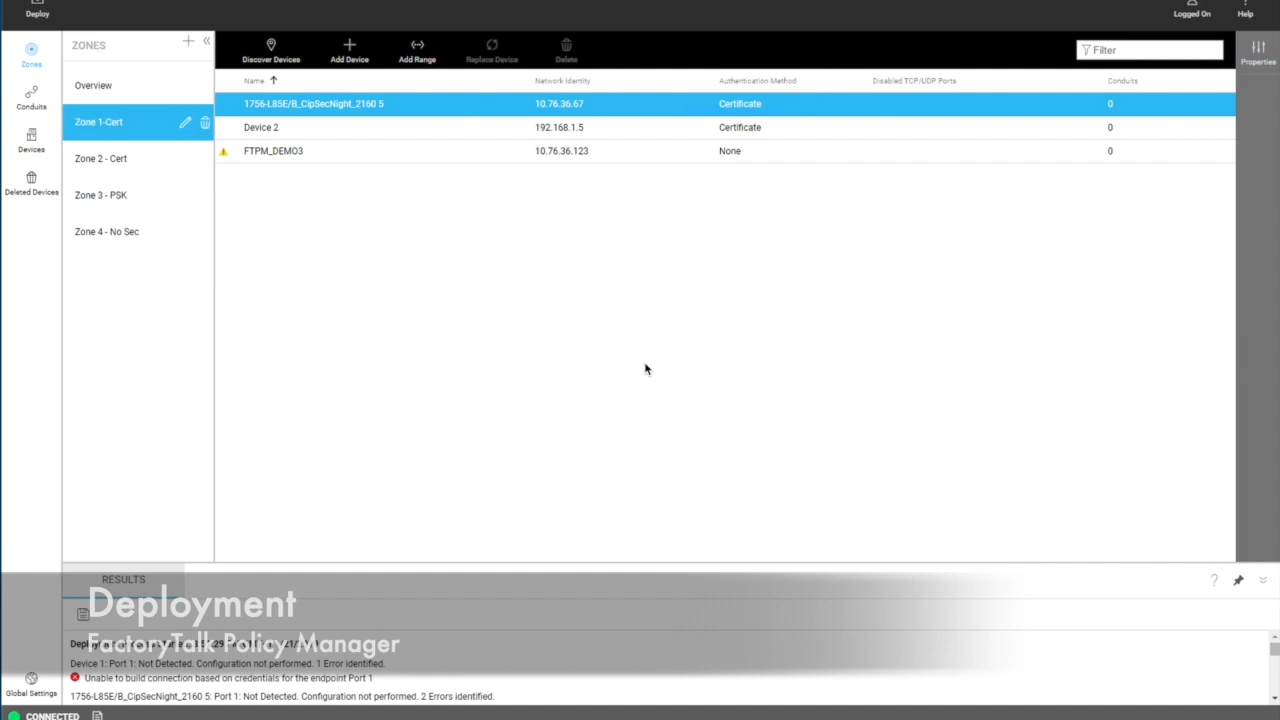 Deploy
Logged On
Help
Zones
Conduits
Devices
Deleted Devices
Global Settings
ZONES
Overview
Zone 1-Cert
Zone 2 - Cert
Zone 3 - PSK
Zone 4 - No Sec
Discover Devices
Add Device
Add Range
Replace Device
Delete
Filter
Properties
Name Network Identity Authentication Method Disabled TCP/UDP Ports Conduits
1756-L85E/B_CipSecNight_2160 5 10.76.36.67 Certificate 0
Device 2 192.168.1.5 Certificate 0
FTPM_DEMO3 10.76.36.123 None 0
RESULTS
Deployment
FactoryTalk Policy Manager
Device 1: Port 1: Not Detected. Configuration not performed. 1 Error identified.
Unable to build connection based on credentials for the endpoint Port 1
1756-L85E/B_CipSecNight_2160 5: Port 1: Not Detected. Configuration not performed. 2 Errors identified.
CONNECTED